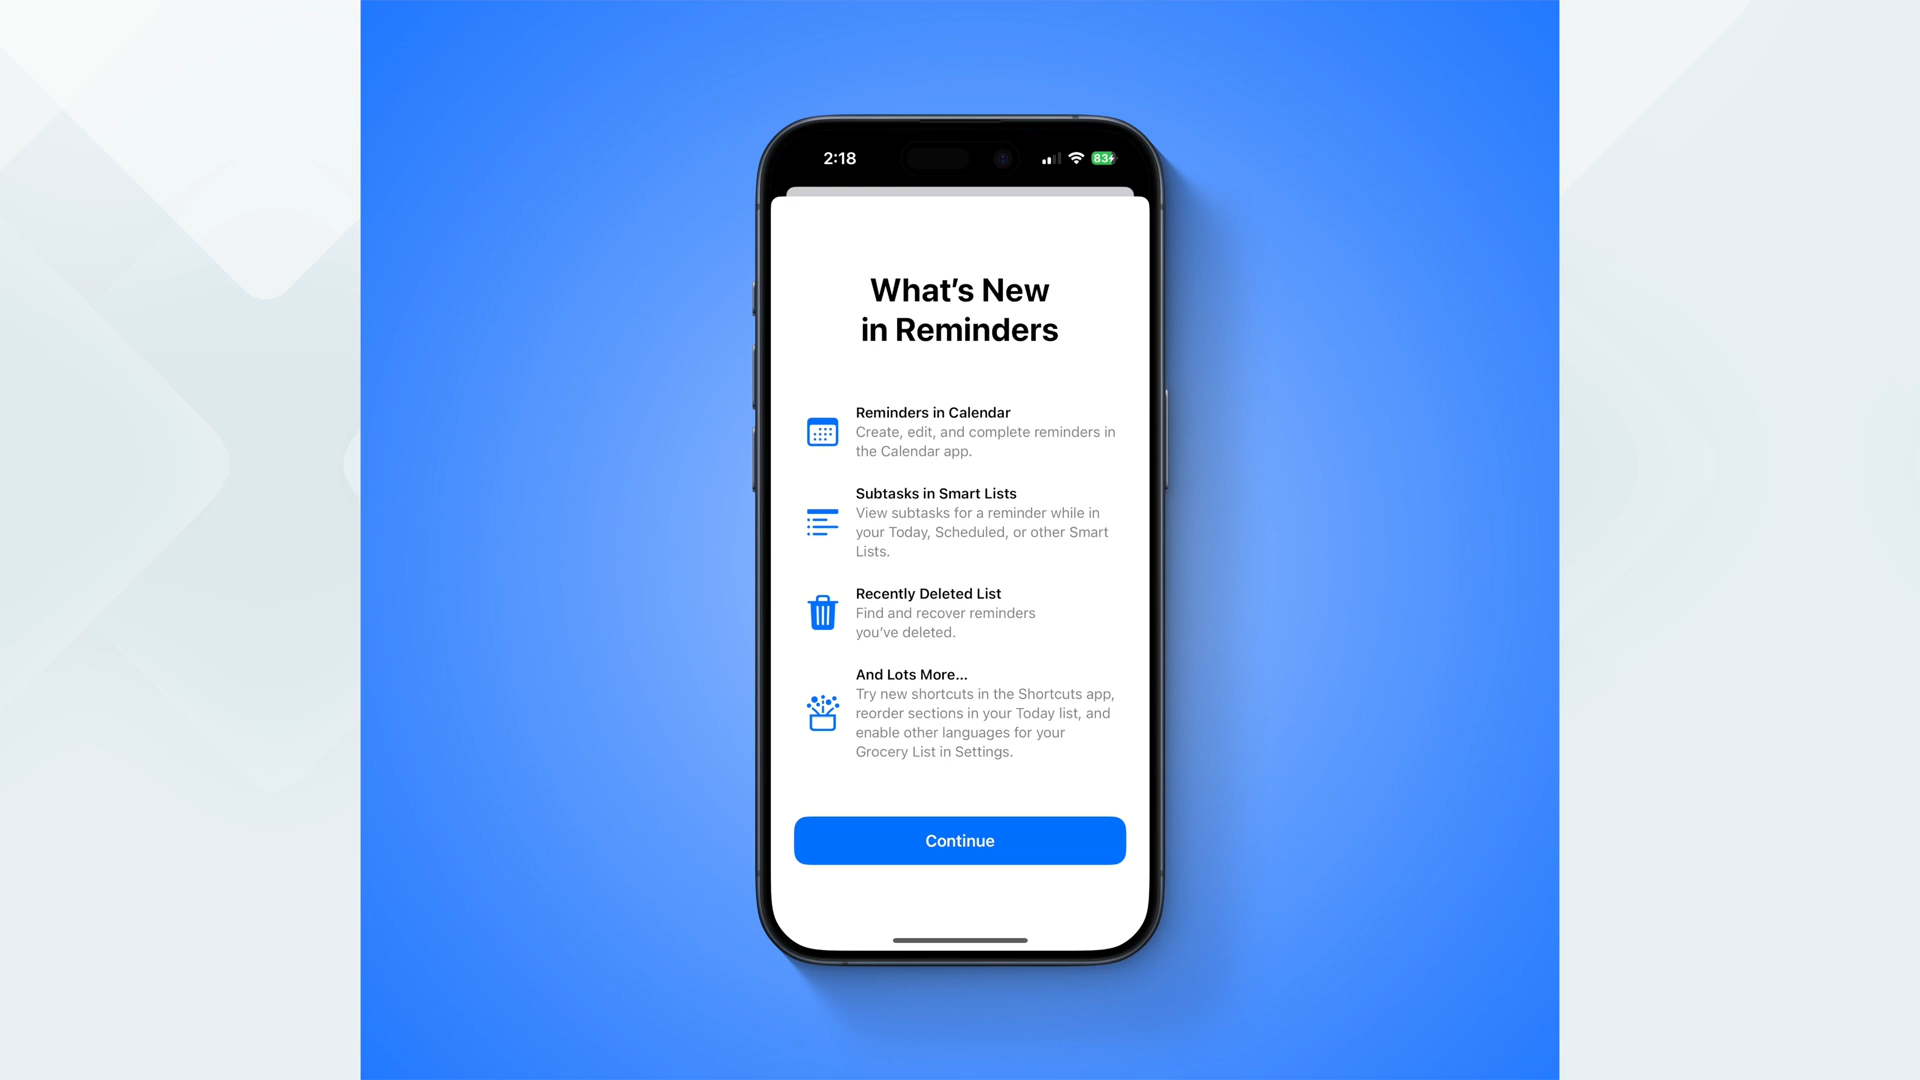 2:18
83
What's New
in Reminders
Reminders in Calendar
Create, edit, and complete reminders in
the Calendar app.
Subtasks in Smart Lists
View subtasks for a reminder while in
your Today, Scheduled, or other Smart
Lists.
Recently Deleted List
Find and recover reminders
you've deleted.
And Lots More...
Try new shortcuts in the Shortcuts app,
reorder sections in your Today list, and
enable other languages for your
Grocery List in Settings.
Continue